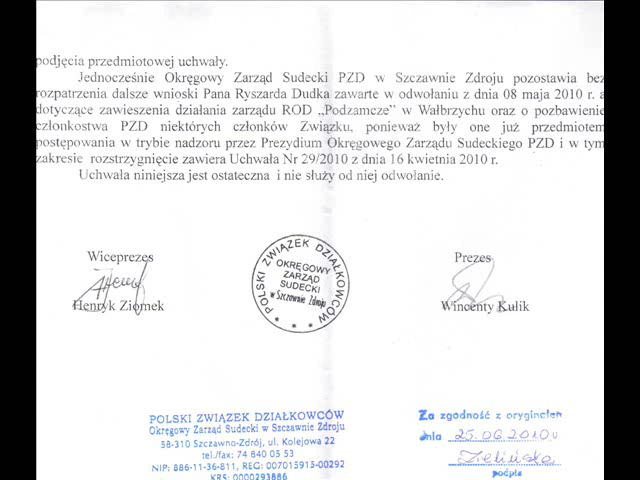 podjęcia przedmiotowej uchwały.
Jednocześnie Okręgowy Zarząd Sudecki PZD w Szczawnie Zdroju pozostawia bez
rozpatrzenia dalsze wnioski Pana Ryszarda Dudka zawarte w odwołaniu z dnia 08 maja 2010 r. a
dotyczące zawieszenia działania zarządu ROD „Podzamcze” w Wałbrzychu oraz o pozbawienie
członkostwa PZD niektórych członków Związku, ponieważ były one już przedmiotem
postępowania w trybie nadzoru przez Prezydium Okręgowego Zarządu Sudeckiego PZD i w tym
zakresie rozstrzygnięcie zawiera Uchwała Nr 29/2010 z dnia 16 kwietnia 2010 r.
Uchwała niniejsza jest ostateczna i nie służy od niej odwołanie.
Wiceprezes
Henryk Ziomek
POLSKI ZWIĄZEK DZIAŁKOWCÓW
OKRĘGOWY
ZARZĄD
SUDECKI
w Szczawnie Zdroju
Prezes
Wincenty Kulik
POLSKI ZWIĄZEK DZIAŁKOWCÓW
Okręgowy Zarząd Sudecki w Szczawnie Zdroju
58-310 Szczawno-Zdrój, ul. Kolejowa 22
tel./fax: 74 840 05 53
NIP: 886-11-36-811, REG: 007015915-00292
KRS: 0000293886
Za zgodność z oryginałem
dnia 25.06.2010
Zielińska
podpis